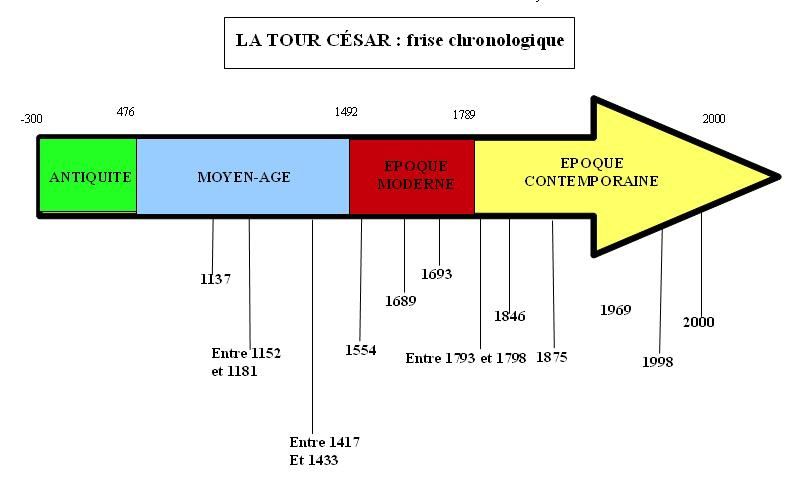 LA TOUR CÉSAR : frise chronologique
-300
476
1492
1789
2000
ANTIQUITE
MOYEN-AGE
EPOQUE
MODERNE
EPOQUE
CONTEMPORAINE
1137
1693
1689
1846
1969
2000
1554
Entre 1152
et 1181
Entre 1793 et 1798
1875
1998
Entre 1417
Et 1433